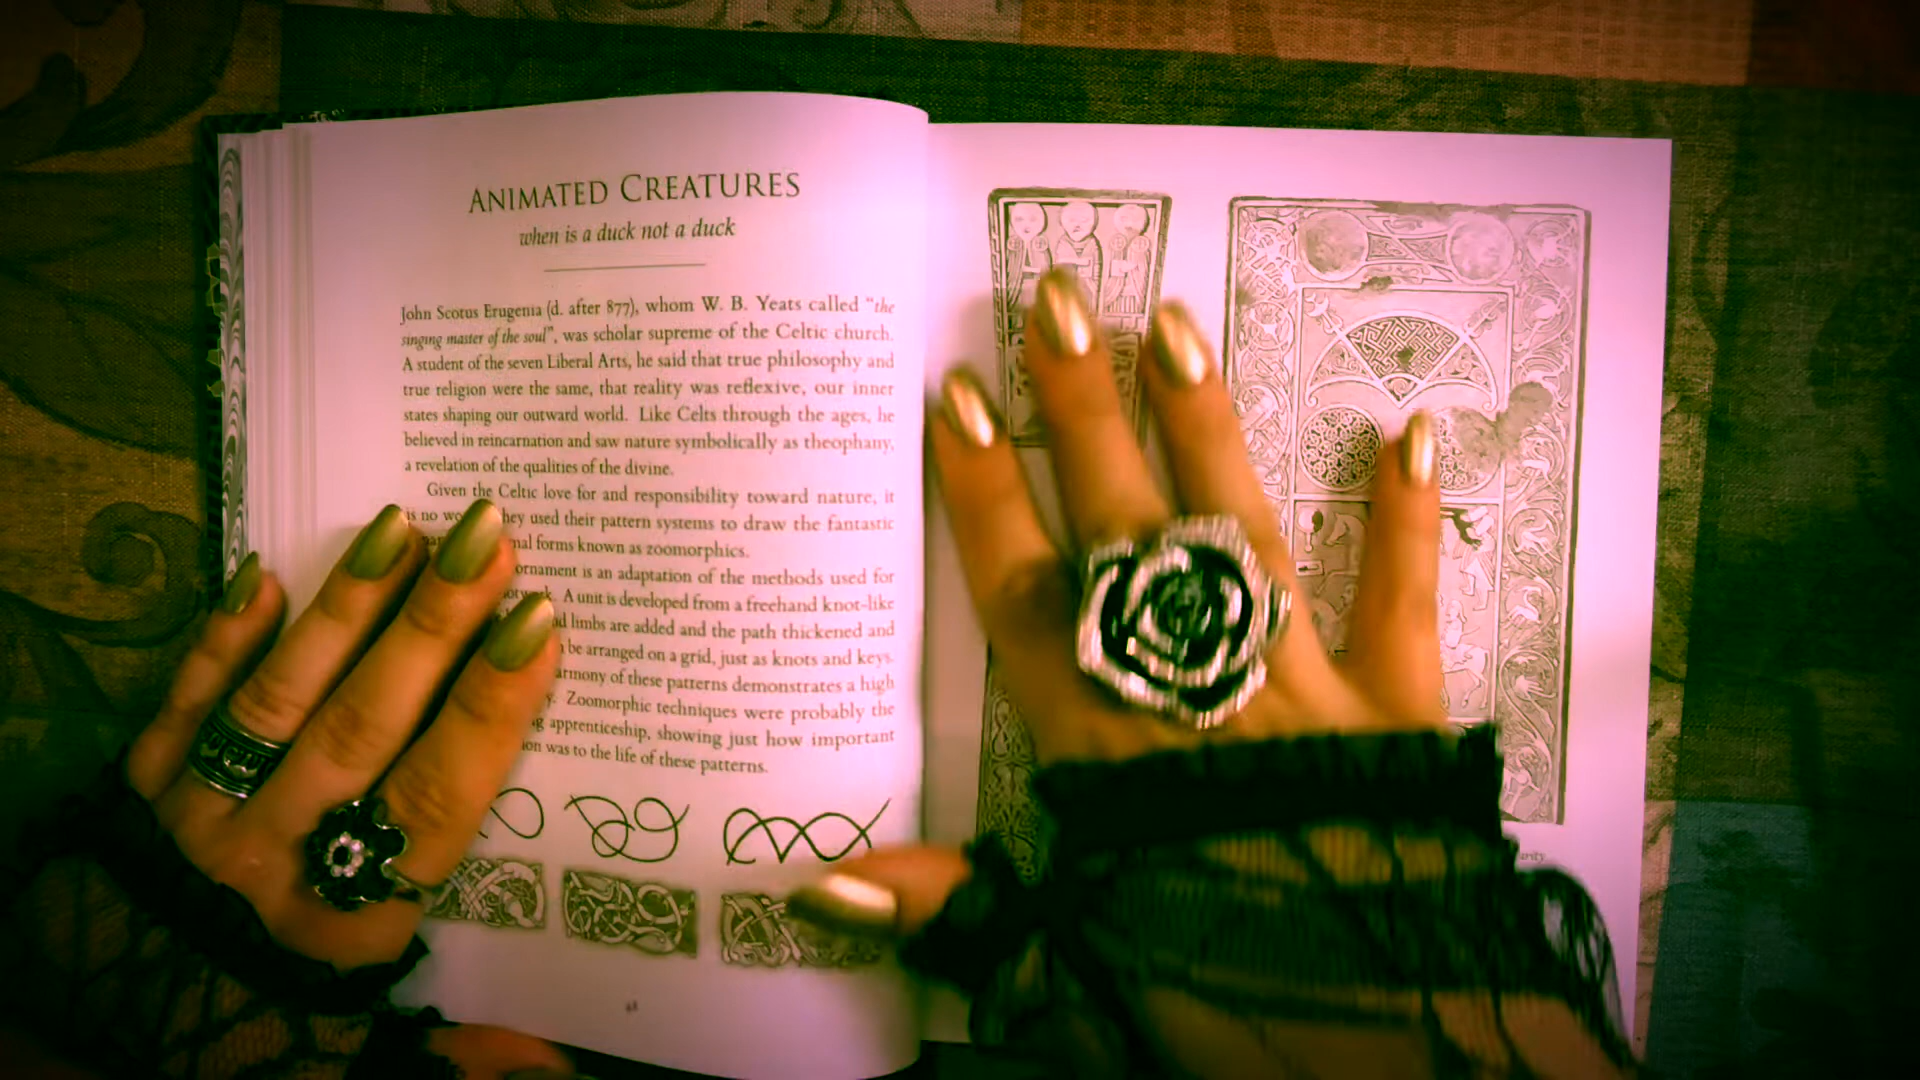 ANIMATED CREATURES
when is a duck not a duck
John Scotus Erugenia (d. after 877), whom W. B. Yeats called “the
singing master of the soul”, was scholar supreme of the Celtic church.
A student of the seven Liberal Arts, he said that true philosophy and
true religion were the same, that reality was reflexive, our inner
states shaping our outward world. Like Celts through the ages, he
believed in reincarnation and saw nature symbolically as theophany,
a revelation of the qualities of the divine.
Given the Celtic love for and responsibility toward nature, it
is no they used their pattern systems to draw the fantastic
forms known as zoomorphics.
ornament is an adaptation of the methods used for
A unit is developed from a freehand knot-like
limbs are added and the path thickened and
be arranged on a grid, just as knots and keys.
of these patterns demonstrates a high
Zoomorphic techniques were probably the
apprenticeship, showing just how important
was to the life of these patterns.